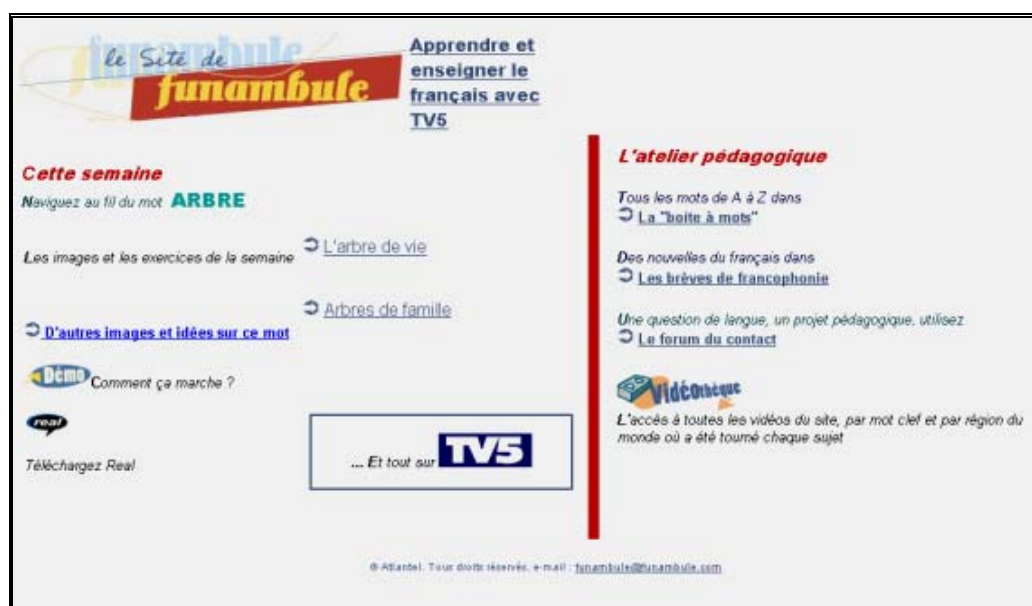 le Site de
funambule
Apprendre et
enseigner le
français avec
TV5
Cette semaine
Naviguez au fil du mot ARBRE
Les images et les exercices de la semaine
L'arbre de vie
Arbres de famille
D'autres images et idées sur ce mot
Démo Comment ça marche ?
real
Téléchargez Real
... Et tout sur TV5
L'atelier pédagogique
Tous les mots de A à Z dans
La "boite à mots"
Des nouvelles du français dans
Les brèves de francophonie
Une question de langue, un projet pédagogique, utilisez
Le forum du contact
Vidéothèque
L'accès à toutes les vidéos du site, par mot clef et par région du
monde où a été tourné chaque sujet
© Atlantel. Tous droits réservés. e-mail : funambule@funambule.com